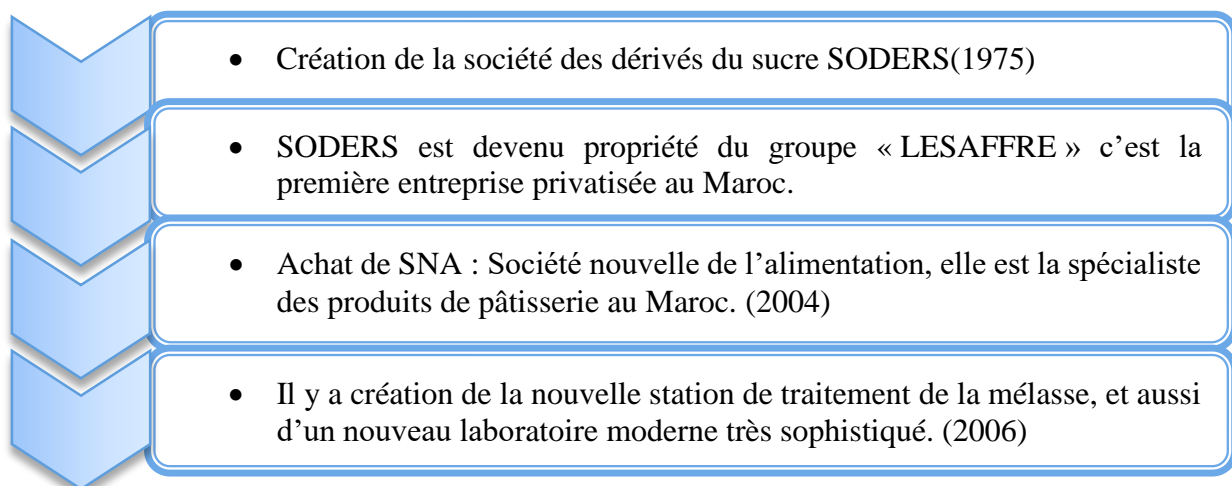 • Création de la société des dérivés du sucre SODERS(1975)
• SODERS est devenu propriété du groupe « LESAFFRE » c’est la
première entreprise privatisée au Maroc.
• Achat de SNA : Société nouvelle de l’alimentation, elle est la spécialiste
des produits de pâtisserie au Maroc. (2004)
• Il y a création de la nouvelle station de traitement de la mélasse, et aussi
d’un nouveau laboratoire moderne très sophistiqué. (2006)